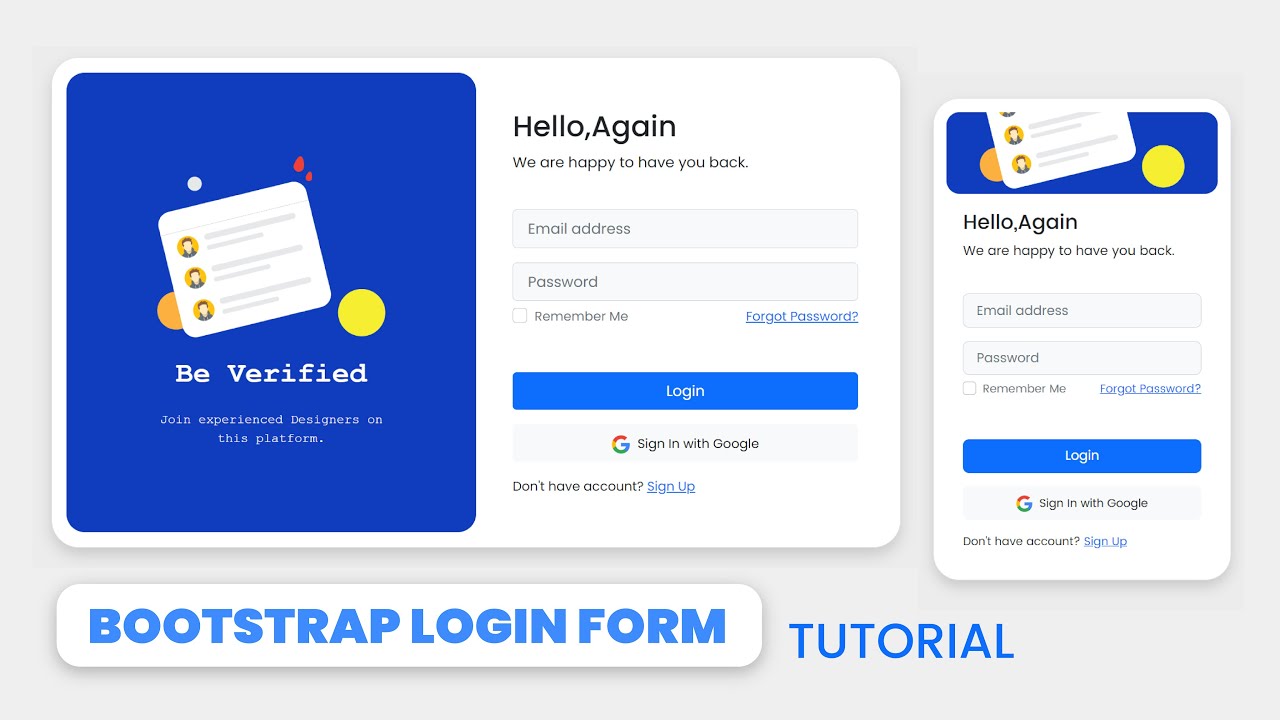 Be Verified
Join experienced Designers on
this platform.
Hello,Again
We are happy to have you back.
Email address
Password
Remember Me
Forgot Password?
Login
Sign In with Google
Don't have account? Sign Up
Hello,Again
We are happy to have you back.
Email address
Password
Remember Me
Forgot Password?
Login
Sign In with Google
Don't have account? Sign Up
BOOTSTRAP LOGIN FORM
TUTORIAL